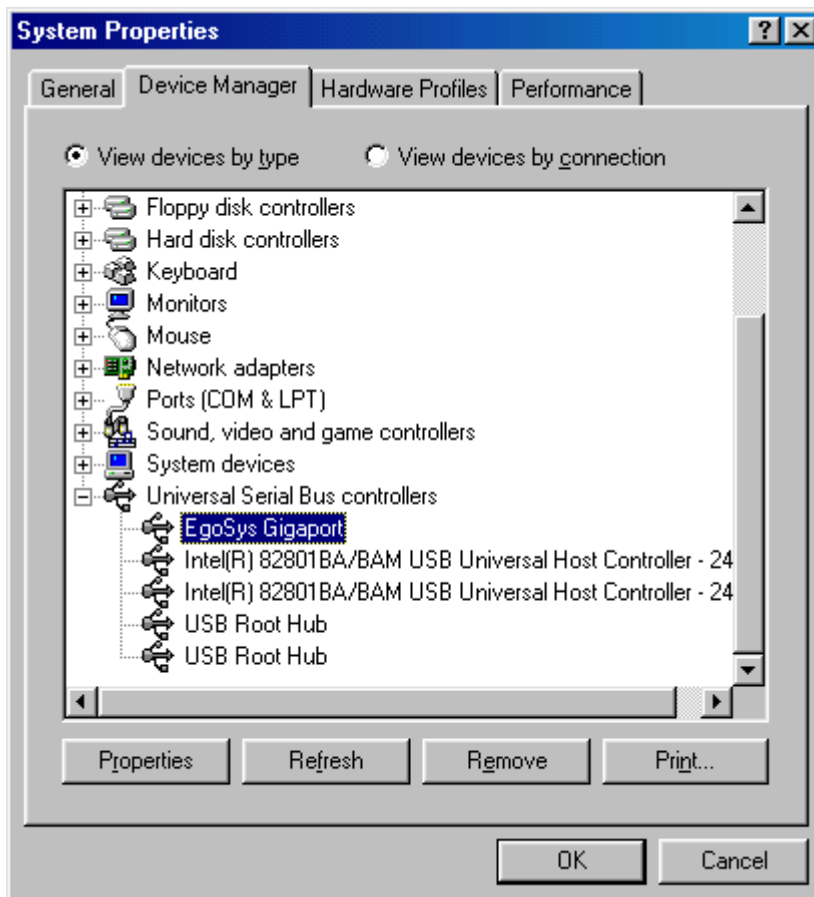 System Properties
General Device Manager Hardware Profiles Performance
View devices by type View devices by connection
Floppy disk controllers
Hard disk controllers
Keyboard
Monitors
Mouse
Network adapters
Ports (COM & LPT)
Sound, video and game controllers
System devices
Universal Serial Bus controllers
EgoSys Gigaport
Intel(R) 82801BA/BAM USB Universal Host Controller - 24
Intel(R) 82801BA/BAM USB Universal Host Controller - 24
USB Root Hub
USB Root Hub
Properties Refresh Remove Print...
OK Cancel